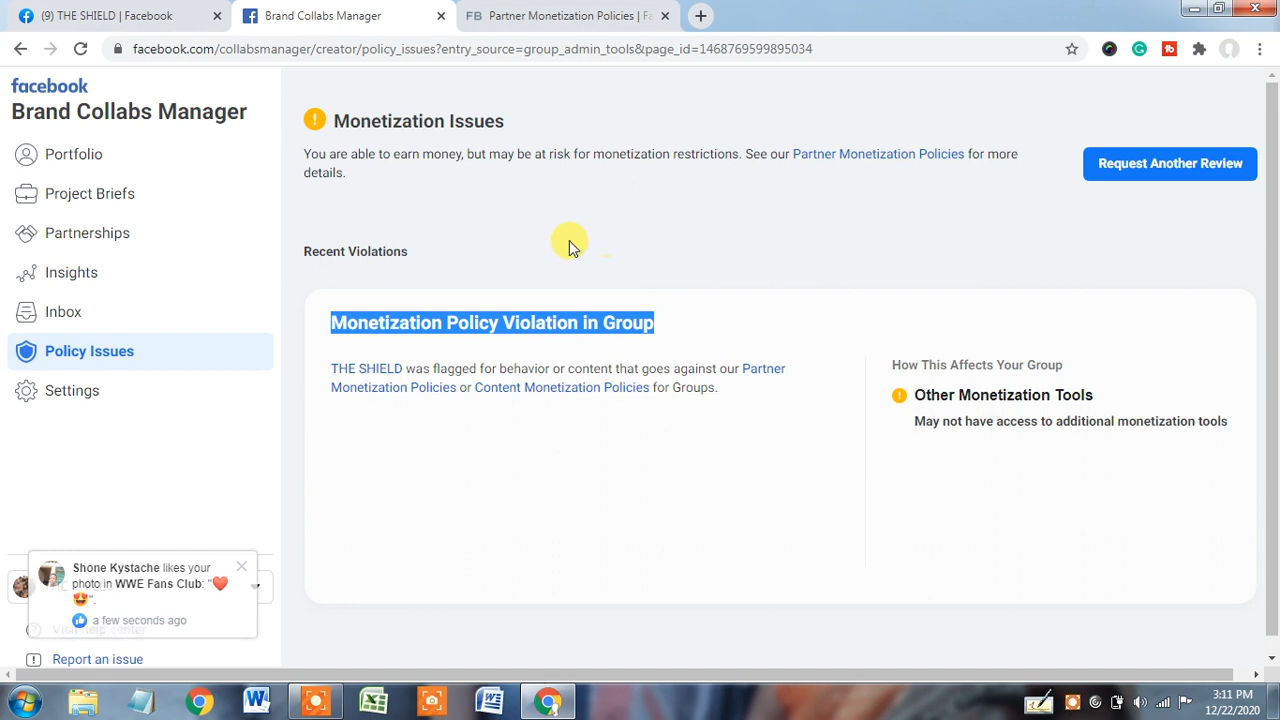 (9) THE SHIELD | Facebook
Brand Collabs Manager
FB Partner Monetization Policies | Fa
facebook.com/collabsmanager/creator/policy_issues?entry_source=group_admin_tools&page_id=1468769599895034
facebook
Brand Collabs Manager
Portfolio
Project Briefs
Partnerships
Insights
Inbox
Policy Issues
Settings
Shone Kystache likes your
photo in WWE Fans Club: "❤️
😍".
a few seconds ago
Visit help center
Report an issue
Monetization Issues
You are able to earn money, but may be at risk for monetization restrictions. See our Partner Monetization Policies for more
details.
Request Another Review
Recent Violations
Monetization Policy Violation in Group
THE SHIELD was flagged for behavior or content that goes against our Partner
Monetization Policies or Content Monetization Policies for Groups.
How This Affects Your Group
Other Monetization Tools
May not have access to additional monetization tools
3:11 PM
12/22/2020